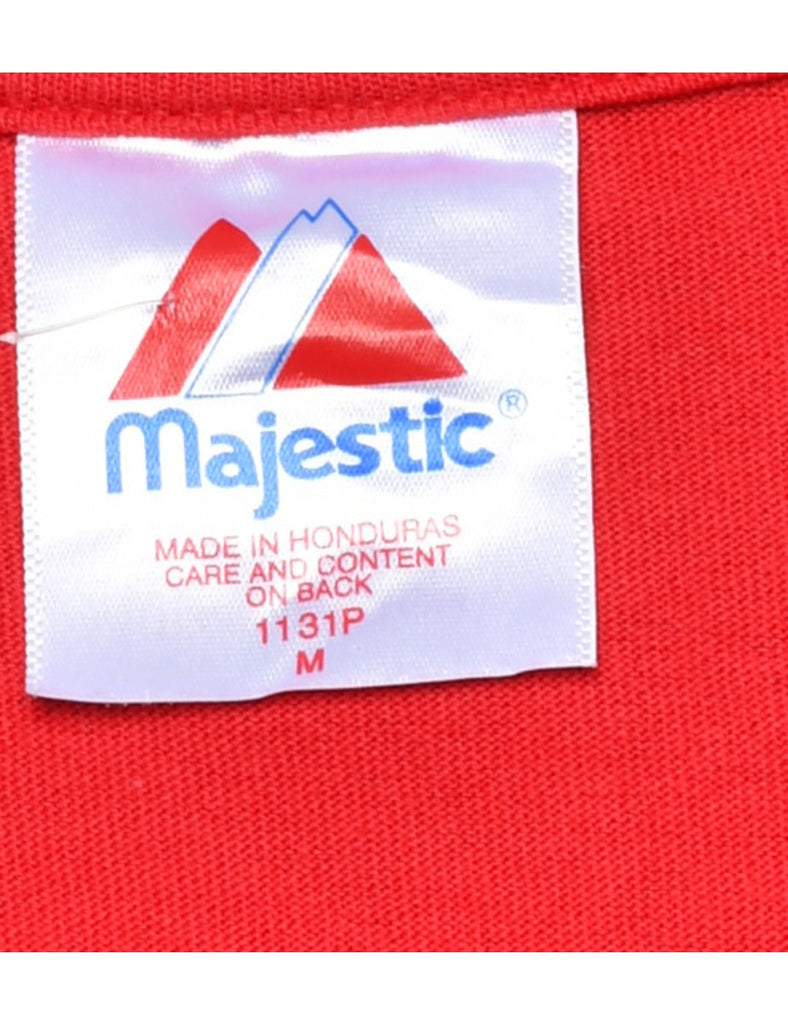 Majestic®
MADE IN HONDURAS
CARE AND CONTENT
ON BACK
1131P
M